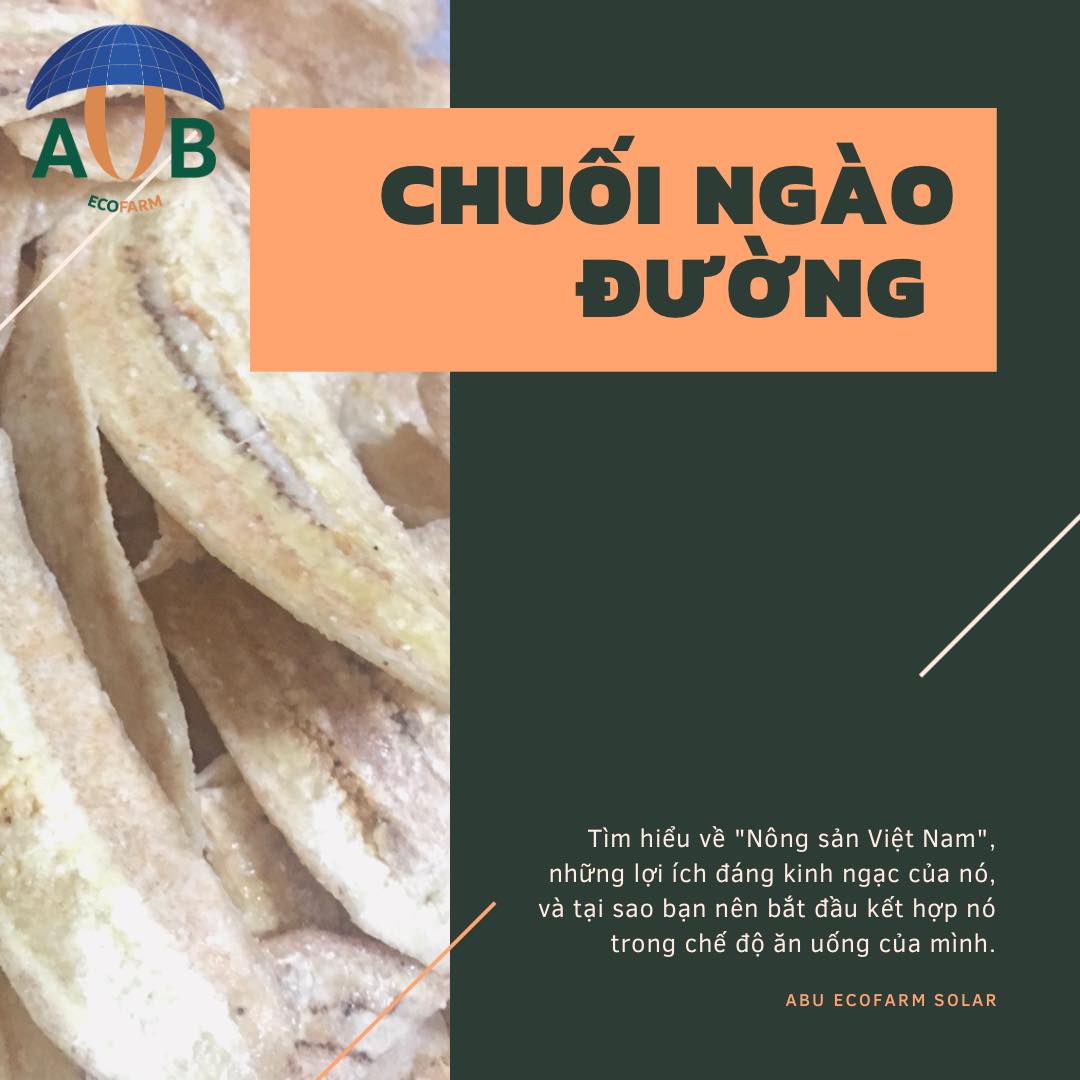 AUB
ECOFARM
CHUỐI NGÀO
ĐƯỜNG
Tìm hiểu về "Nông sản Việt Nam",
những lợi ích đáng kinh ngạc của nó,
và tại sao bạn nên bắt đầu kết hợp nó
trong chế độ ăn uống của mình.
ABU ECOFARM SOLAR